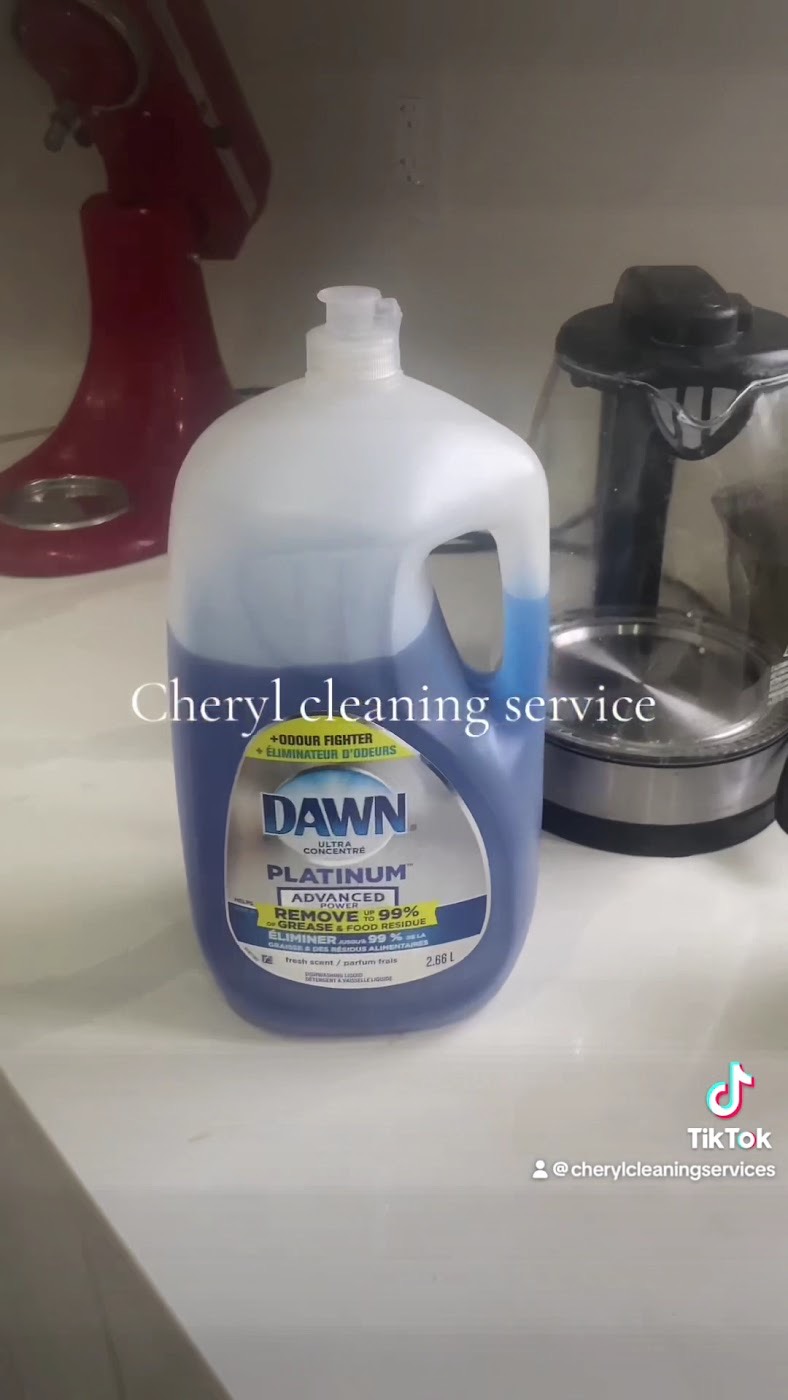 Cheryl cleaning service
+ODOUR FIGHTER
+ ÉLIMINATEUR D'ODEURS
DAWN
ULTRA
CONCENTRÉ
PLATINUM™
ADVANCED
POWER
HELPS
REMOVE UP TO 99%
OF GREASE & FOOD RESIDUE
ÉLIMINER JUSQU'À 99 % DE LA
GRAISSE & DES RÉSIDUS ALIMENTAIRES
fresh scent / parfum frais
2.66 L
DISHWASHING LIQUID
DÉTERGENT À VAISSELLE LIQUIDE
TikTok
@cherylcleaningservices